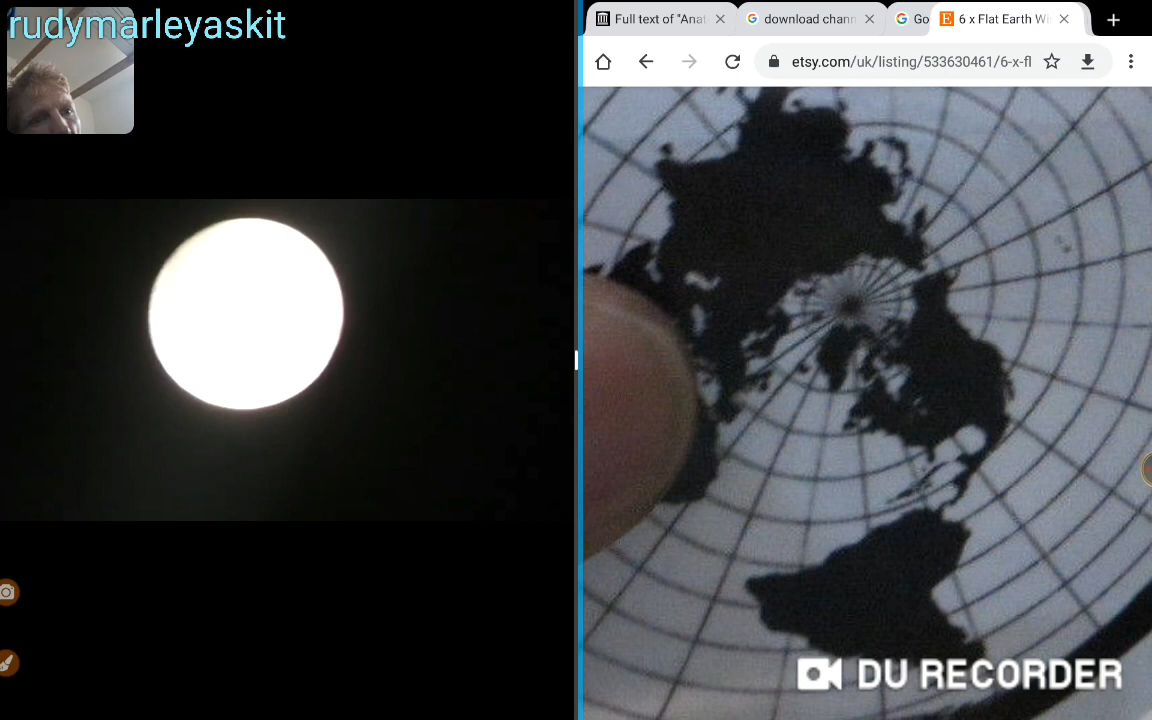 rudymarleyaskit
Full text of "Anat
download chann
Go
6 x Flat Earth Wi
etsy.com/uk/listing/533630461/6-x-fl
DU RECORDER